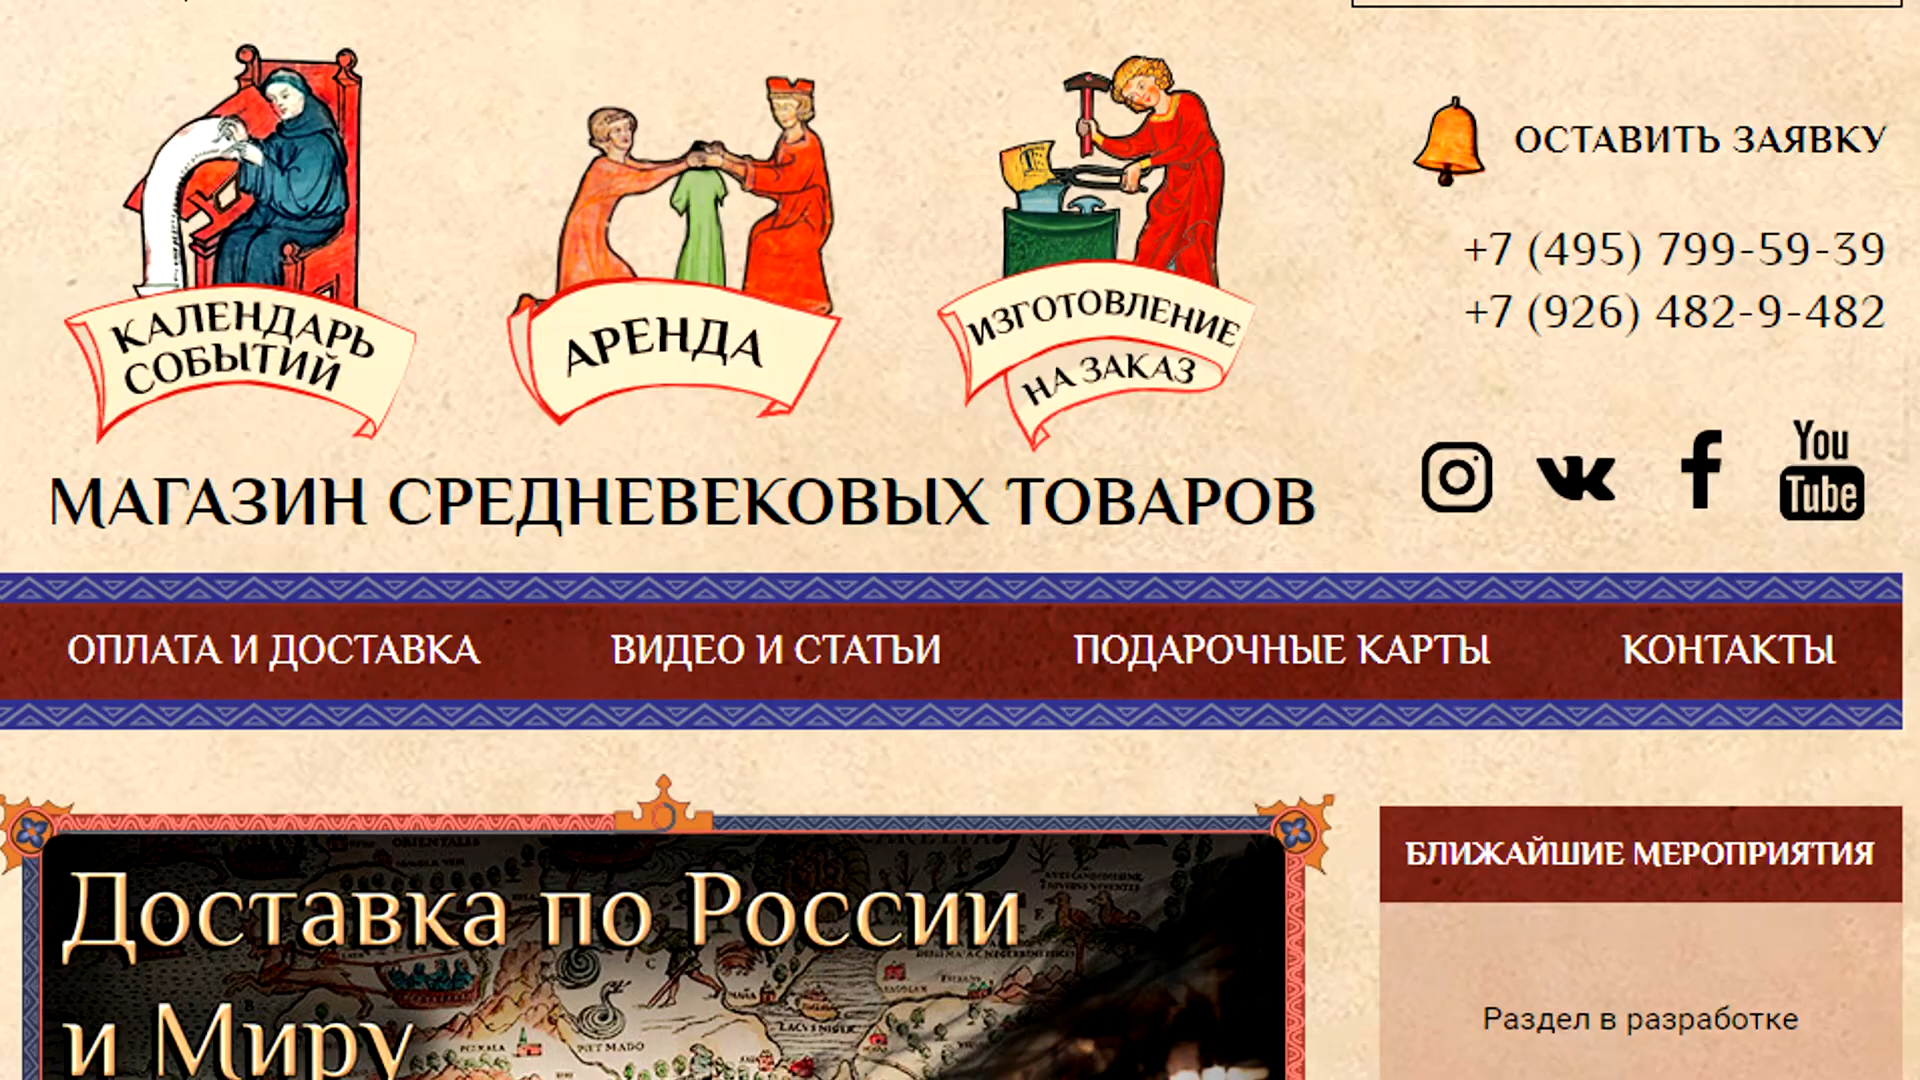 КАЛЕНДАРЬ
СОБЫТИЙ
АРЕНДА
ИЗГОТОВЛЕНИЕ
НА ЗАКАЗ
ОСТАВИТЬ ЗАЯВКУ
+7 (495) 799-59-39
+7 (926) 482-9-482
You
Tube
МАГАЗИН СРЕДНЕВЕКОВЫХ ТОВАРОВ
ОПЛАТА И ДОСТАВКА
ВИДЕО И СТАТЬИ
ПОДАРОЧНЫЕ КАРТЫ
КОНТАКТЫ
Доставка по России
и Миру
БЛИЖАЙШИЕ МЕРОПРИЯТИЯ
Раздел в разработке